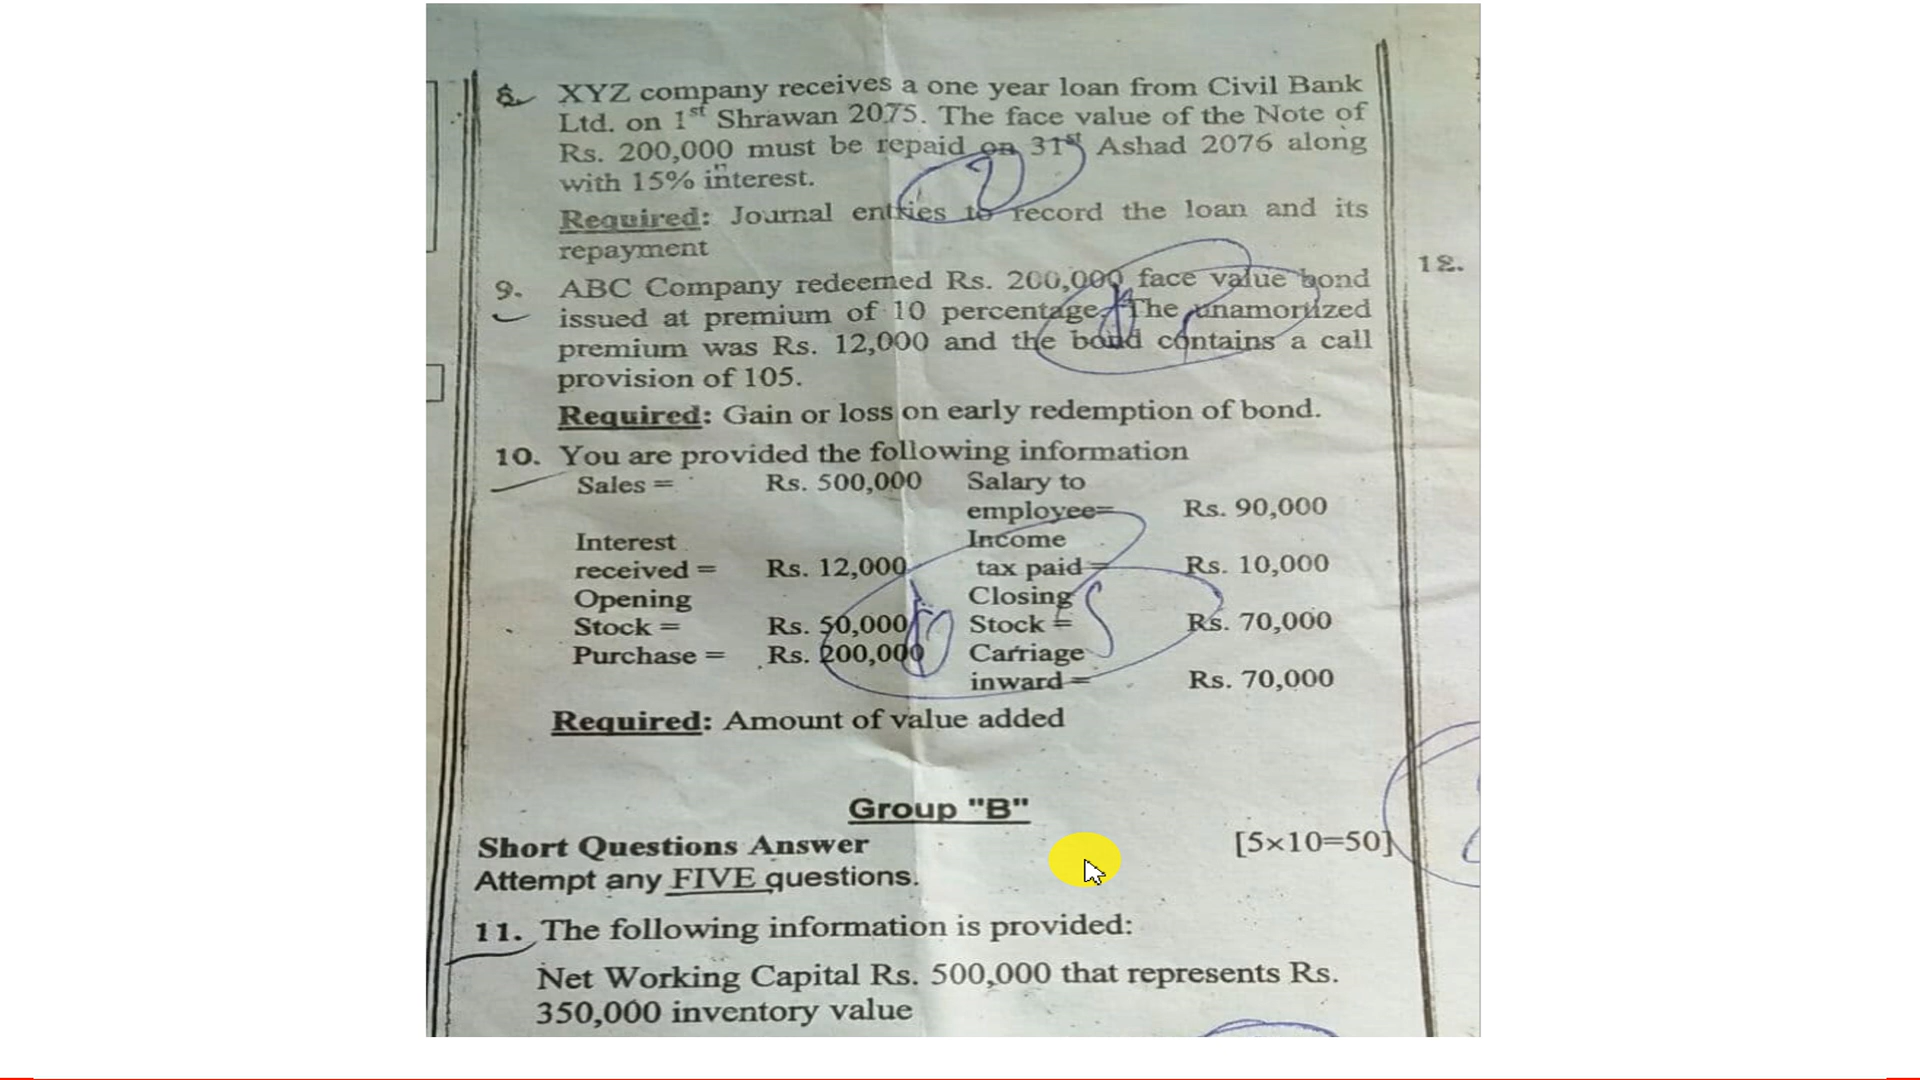 8. XYZ company receives a one year loan from Civil Bank
Ltd. on 1st Shrawan 2075. The face value of the Note of
Rs. 200,000 must be repaid on 31st Ashad 2076 along
with 15% interest.
Required: Journal entries to record the loan and its
repayment
9. ABC Company redeemed Rs. 200,000 face value bond
issued at premium of 10 percentage. The unamortized
premium was Rs. 12,000 and the bond contains a call
provision of 105.
Required: Gain or loss on early redemption of bond.
10. You are provided the following information
Sales = Rs. 500,000 Salary to
employee= Rs. 90,000
Interest Income
received = Rs. 12,000 tax paid = Rs. 10,000
Opening Closing
Stock = Rs. 50,000 Stock = Rs. 70,000
Purchase = Rs. 200,000 Carriage
inward = Rs. 70,000
Required: Amount of value added
Group "B"
Short Questions Answer [5×10=50]
Attempt any FIVE questions.
11. The following information is provided:
Net Working Capital Rs. 500,000 that represents Rs.
350,000 inventory value
12.